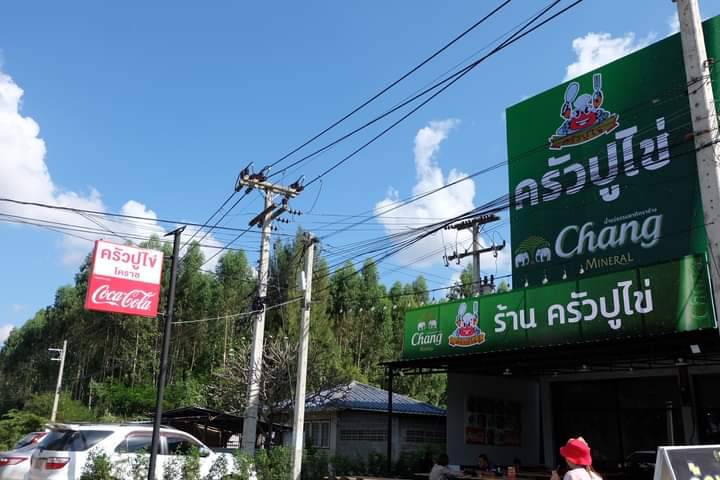 ครัวปูไข่
โคราช
Coca-Cola
ครัวปูไข่
Chang
MINERAL
Chang
ร้าน ครัวปูไข่